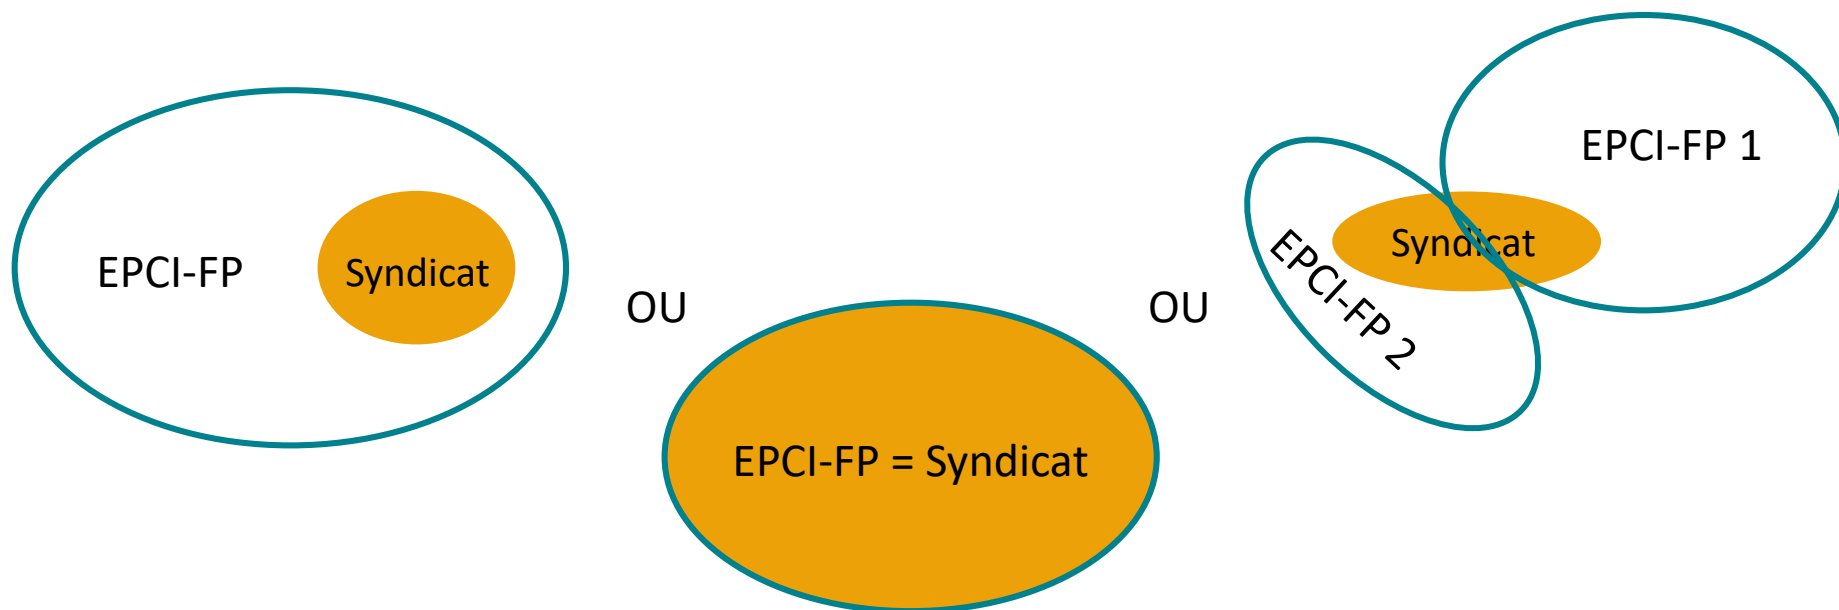 EPCI-FP
Syndicat
OU
EPCI-FP = Syndicat
OU
EPCI-FP 1
Syndicat
EPCI-FP 2